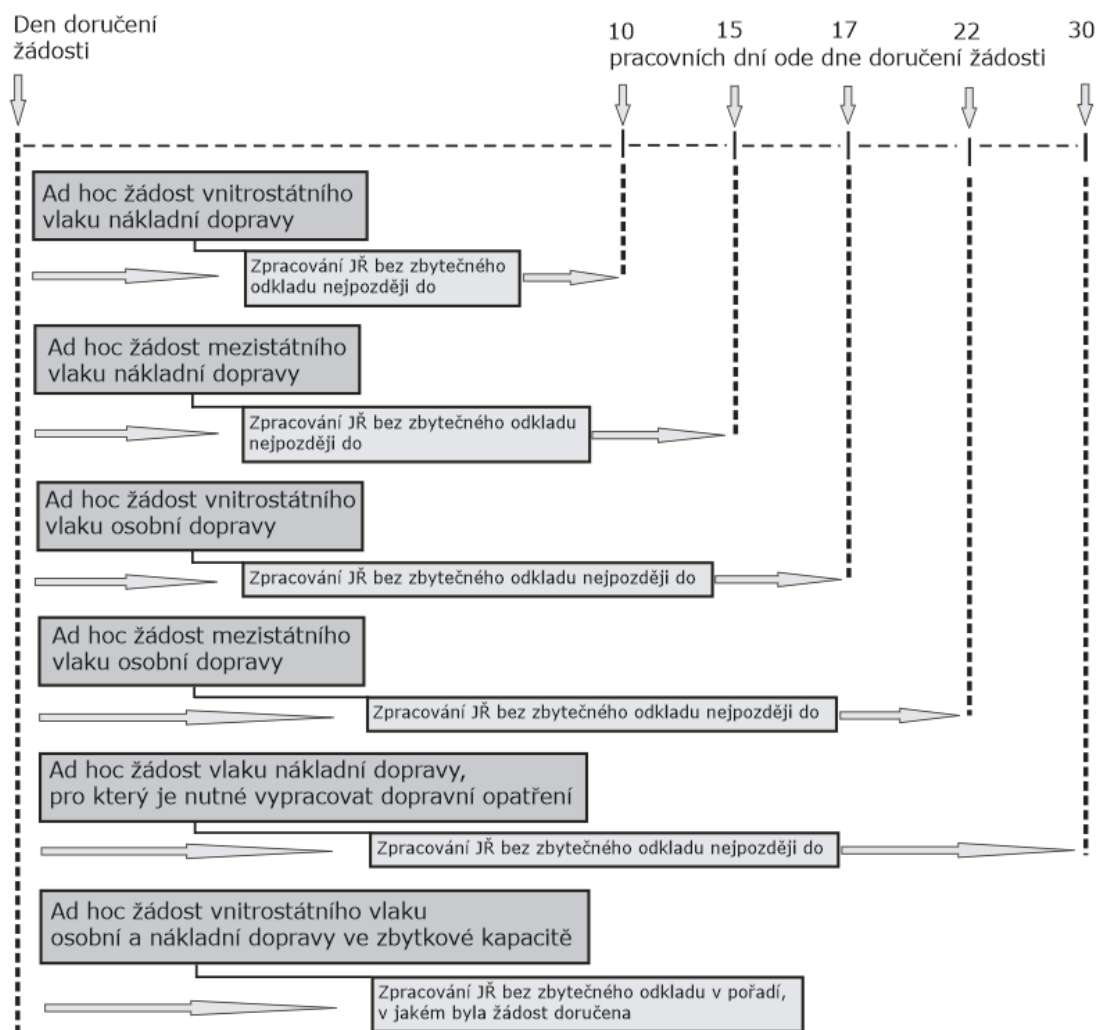 Den doručení
žádosti
10 15 17 22 30
pracovních dní ode dne doručení žádosti
Ad hoc žádost vnitrostátního
vlaku nákladní dopravy
Zpracování JŘ bez zbytečného
odkladu nejpozději do
Ad hoc žádost mezistátního
vlaku nákladní dopravy
Zpracování JŘ bez zbytečného odkladu
nejpozději do
Ad hoc žádost vnitrostátního
vlaku osobní dopravy
Zpracování JŘ bez zbytečného odkladu nejpozději do
Ad hoc žádost mezistátního
vlaku osobní dopravy
Zpracování JŘ bez zbytečného odkladu nejpozději do
Ad hoc žádost vlaku nákladní dopravy,
pro který je nutné vypracovat dopravní opatření
Zpracování JŘ bez zbytečného odkladu nejpozději do
Ad hoc žádost vnitrostátního vlaku
osobní a nákladní dopravy ve zbytkové kapacitě
Zpracování JŘ bez zbytečného odkladu v pořadí,
v jakém byla žádost doručena